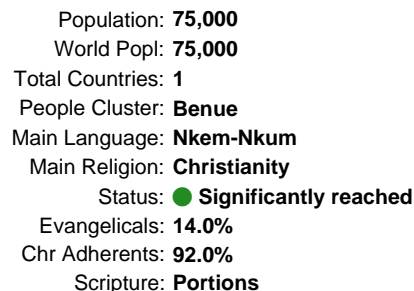 Population: 75,000
World Popl: 75,000
Total Countries: 1
People Cluster: Benue
Main Language: Nkem-Nkum
Main Religion: Christianity
Status: Significantly reached
Evangelicals: 14.0%
Chr Adherents: 92.0%
Scripture: Portions